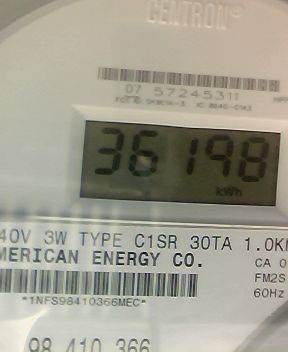 CENTRON®
07 57245311
36198
kWh
40V 3W TYPE C1SR 30TA 1.0K
MERICAN ENERGY CO.
CA 0
FM2S
60Hz
*1NFS98410366MEC*
98 410 366